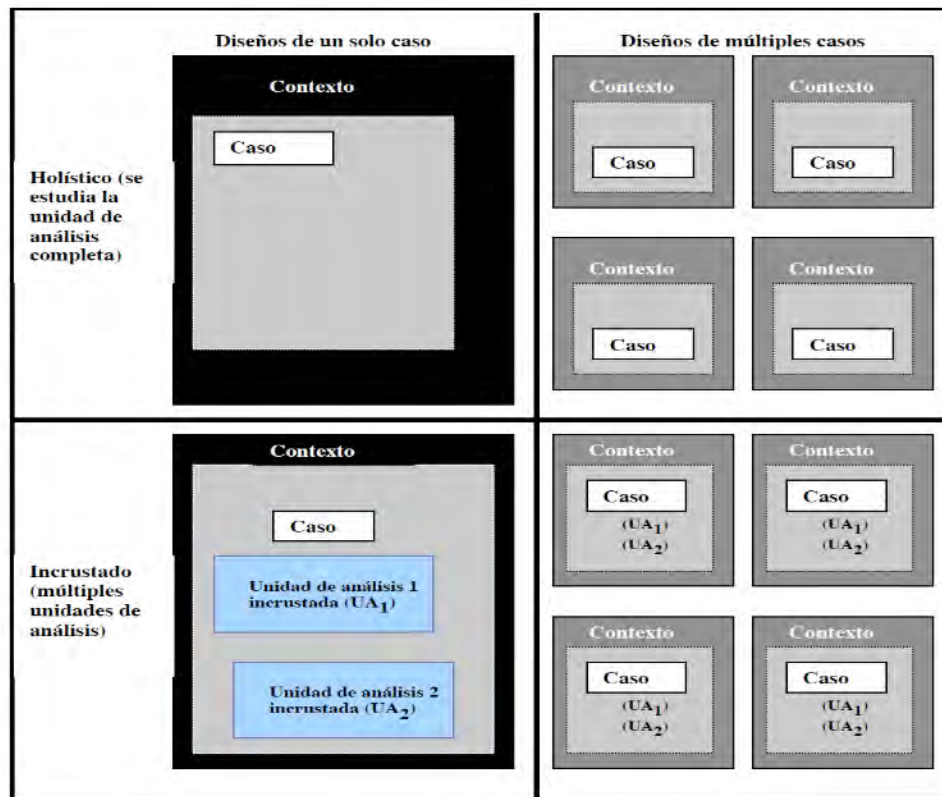 Diseños de un solo caso
Diseños de múltiples casos
Holístico (se
estudia la
unidad de
análisis
completa)
Contexto
Caso
Contexto
Caso
Contexto
Caso
Contexto
Caso
Contexto
Caso
Incrustado
(múltiples
unidades de
análisis)
Contexto
Caso
Unidad de análisis 1
incrustada (UA1)
Unidad de análisis 2
incrustada (UA2)
Contexto
Caso
(UA1)
(UA2)
Contexto
Caso
(UA1)
(UA2)
Contexto
Caso
(UA1)
(UA2)
Contexto
Caso
(UA1)
(UA2)